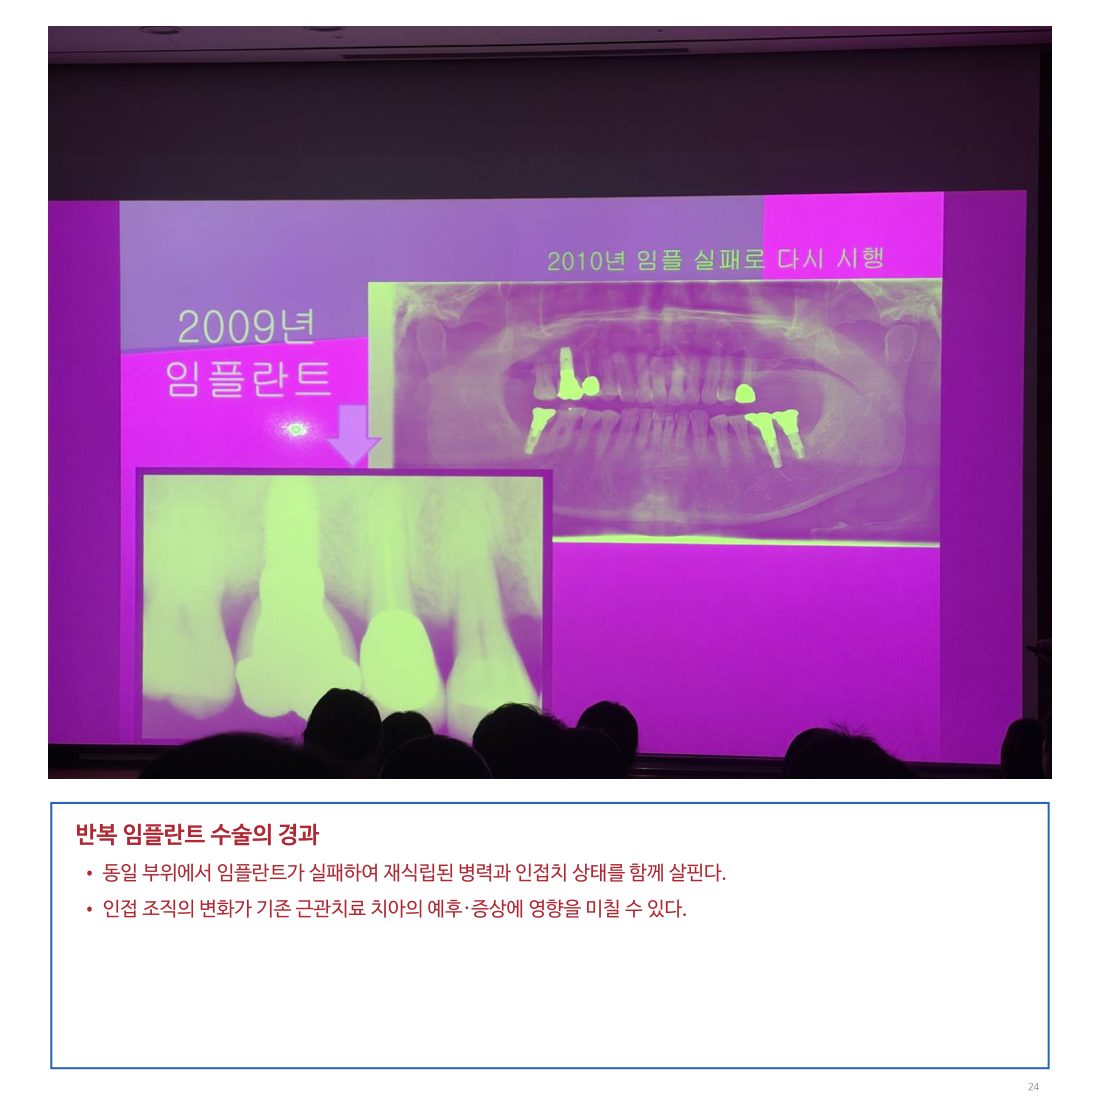 2010년 임플 실패로 다시 시행
2009년
임플란트
반복 임플란트 수술의 경과
• 동일 부위에서 임플란트가 실패하여 재식립된 병력과 인접치 상태를 함께 살핀다.
• 인접 조직의 변화가 기존 근관치료 치아의 예후·증상에 영향을 미칠 수 있다.
24